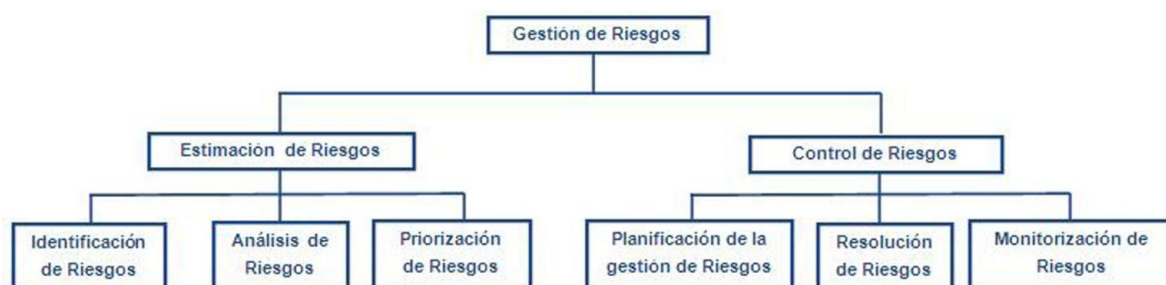 Gestión de Riesgos
Estimación de Riesgos
Control de Riesgos
Identificación
de Riesgos
Análisis de
Riesgos
Priorización
de Riesgos
Planificación de la
gestión de Riesgos
Resolución
de Riesgos
Monitorización de
Riesgos